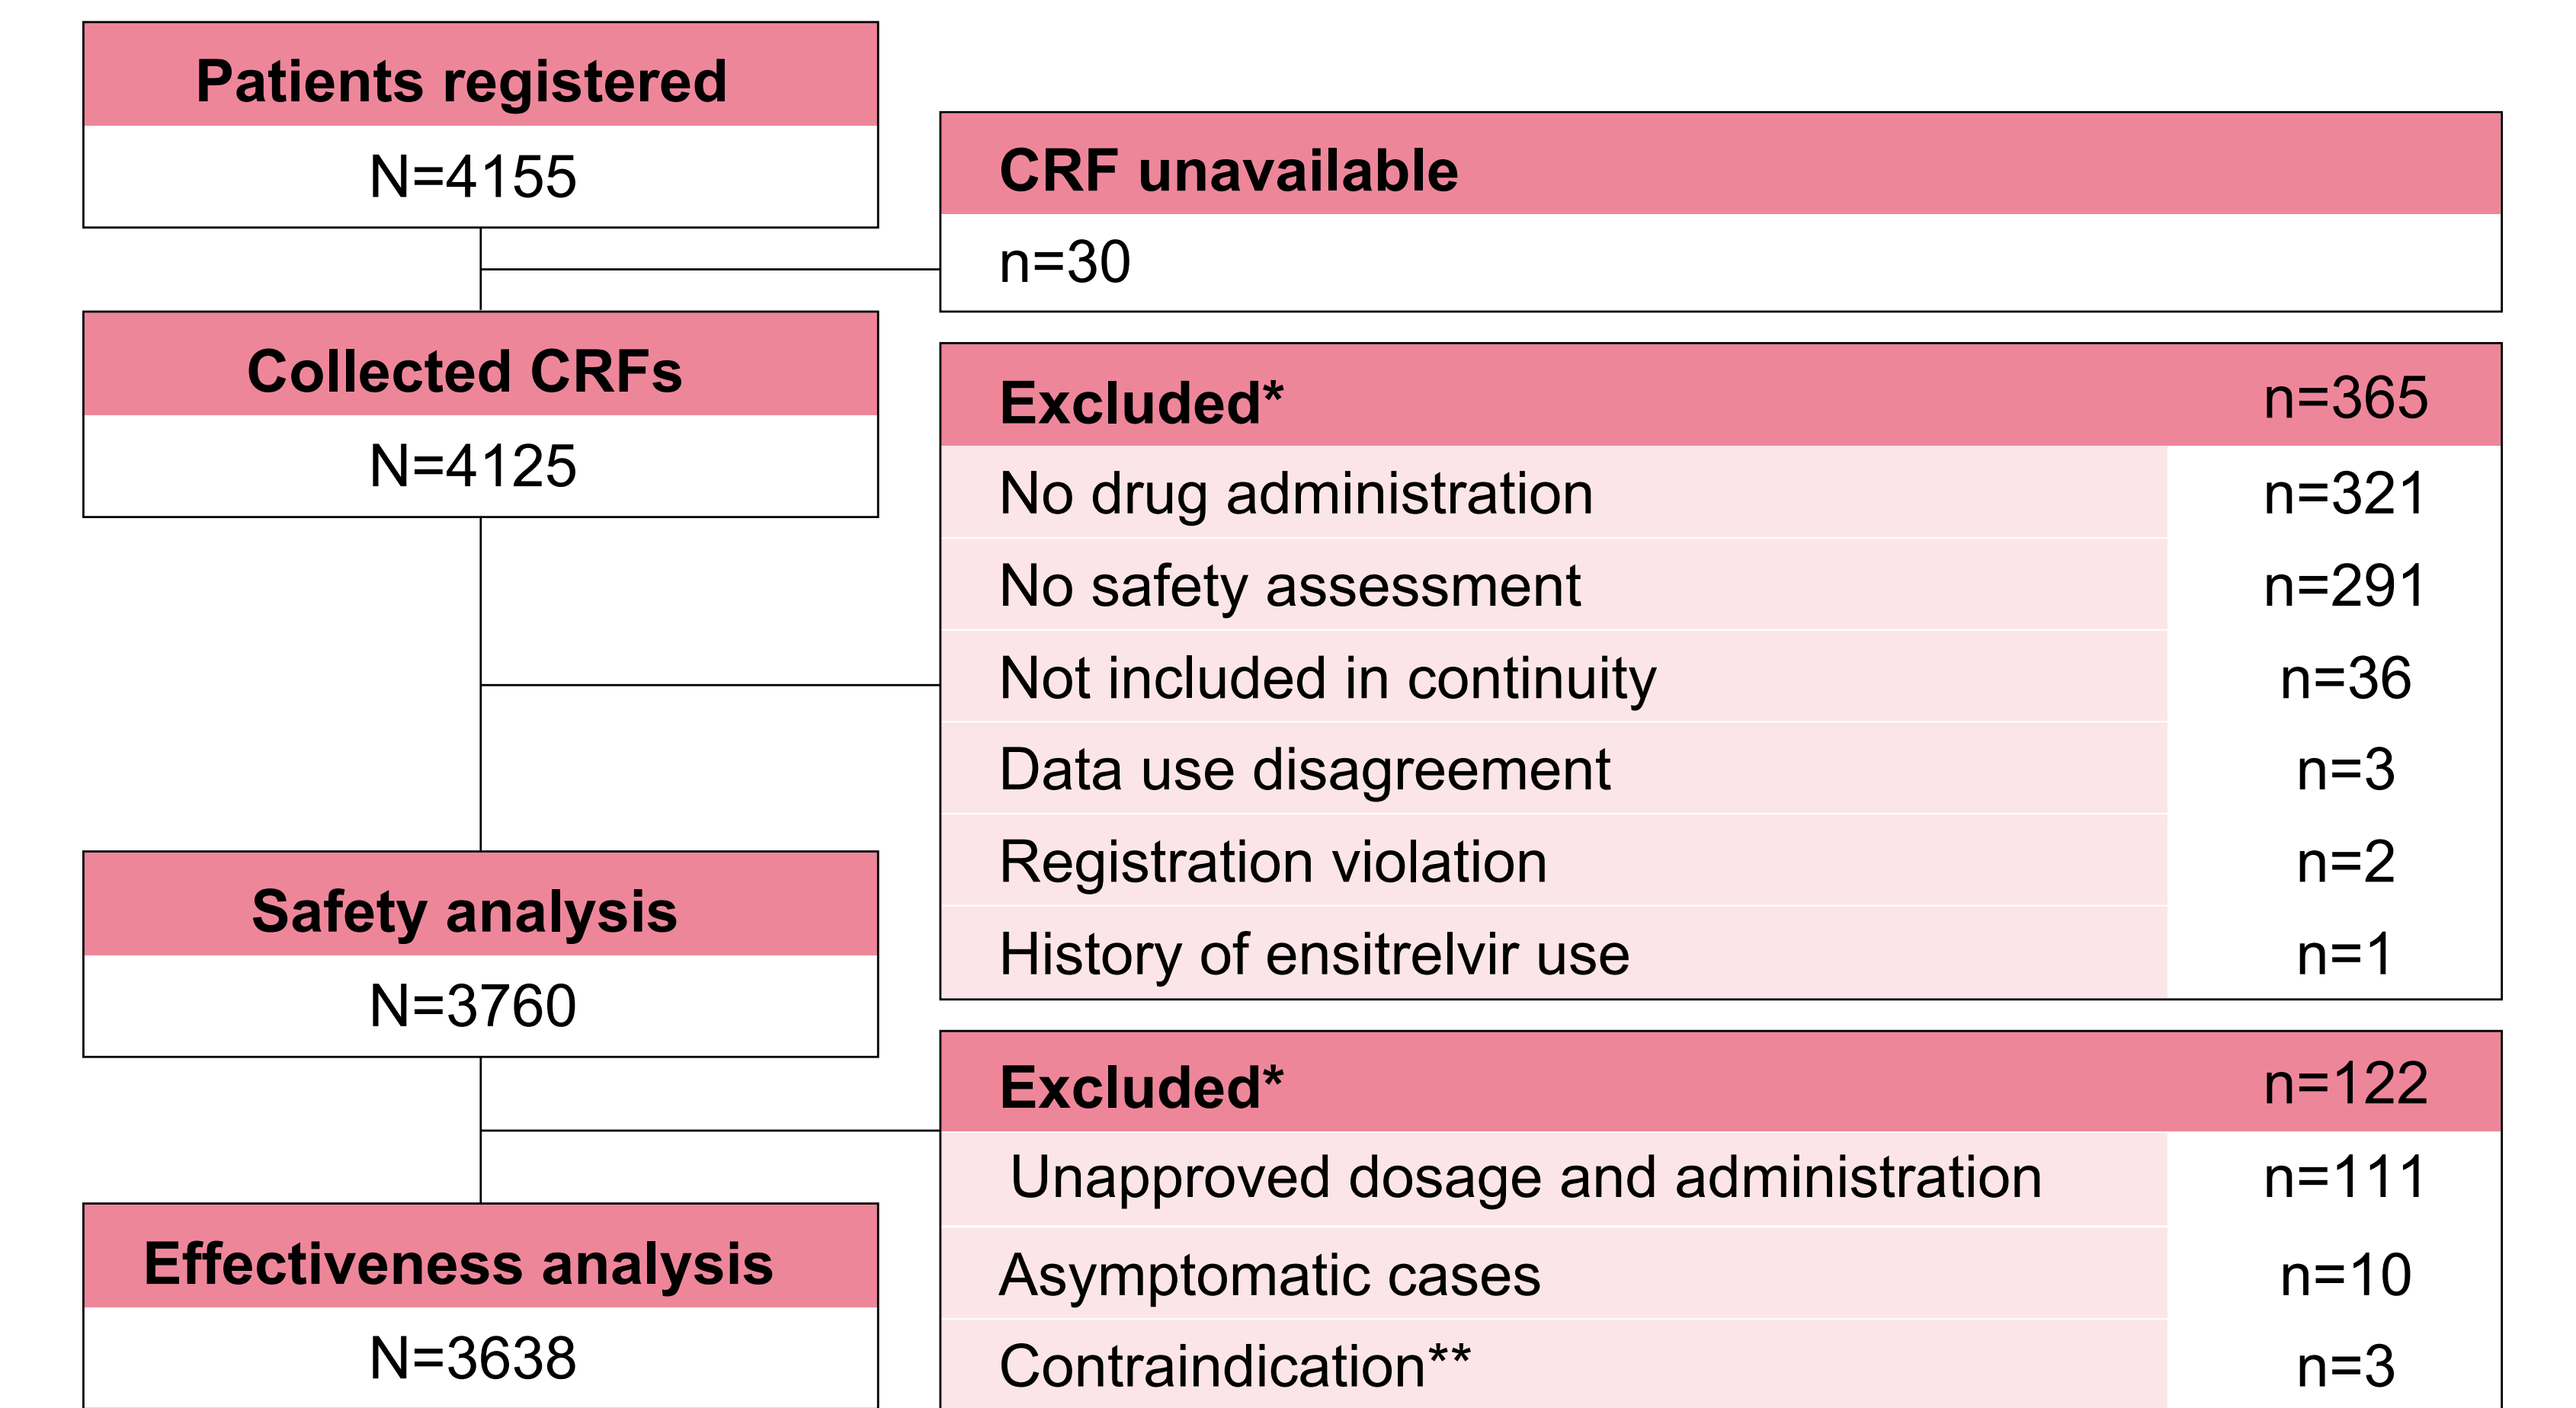 Patients registered
N=4155
CRF unavailable
n=30
Collected CRFs
N=4125
Excluded* n=365
No drug administration n=321
No safety assessment n=291
Not included in continuity n=36
Data use disagreement n=3
Registration violation n=2
History of ensitrelvir use n=1
Safety analysis
N=3760
Excluded* n=122
Unapproved dosage and administration n=111
Asymptomatic cases n=10
Contraindication** n=3
Effectiveness analysis
N=3638